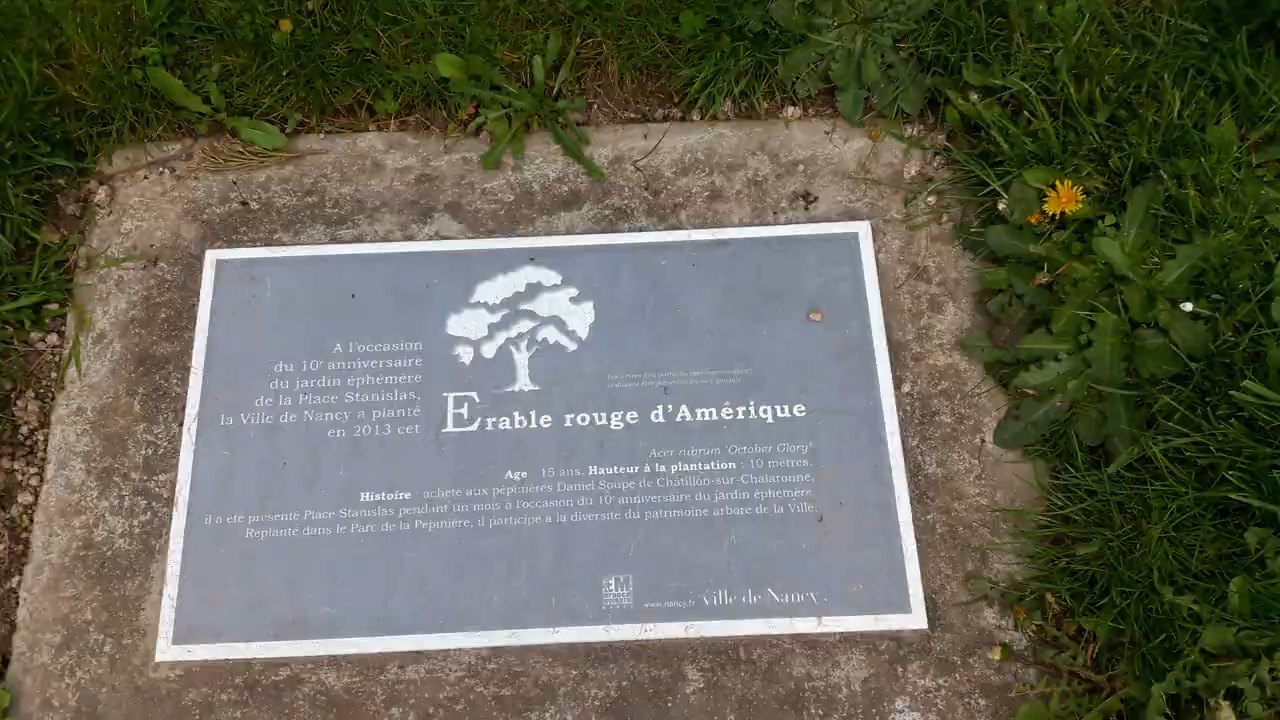 A l'occasion
du 10e anniversaire
du jardin éphémère
de la Place Stanislas,
la Ville de Nancy a planté
en 2013 cet
Erable rouge d'Amérique
Acer rubrum 'October Glory'
Age : 15 ans. Hauteur à la plantation : 10 mètres.
Histoire : acheté aux pépinières Daniel Soupe de Châtillon-sur-Chalaronne,
il a été présenté Place Stanislas pendant un mois à l'occasion du 10e anniversaire du jardin éphémère.
Replanté dans le Parc de la Pépinière, il participe à la diversité du patrimoine arboré de la Ville.
www.nancy.fr Ville de Nancy